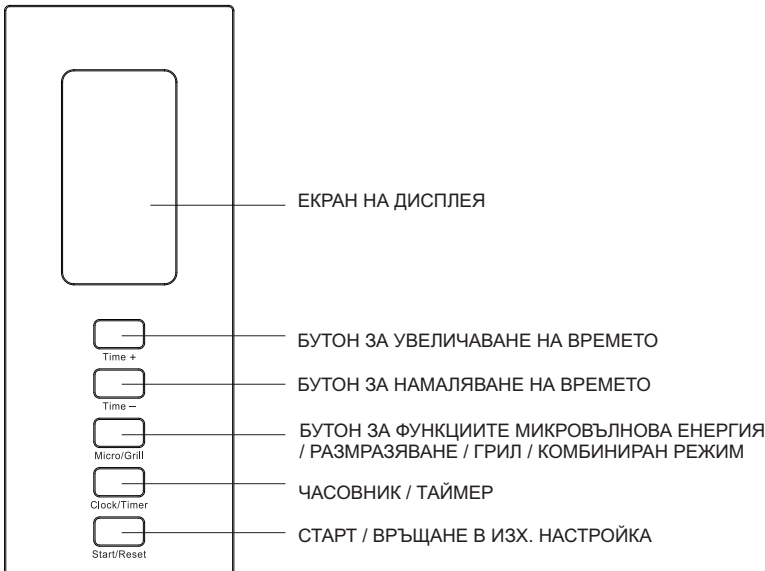 ЕКРАН НА ДИСПЛЕЯ
Time +
БУТОН ЗА УВЕЛИЧАВАНЕ НА ВРЕМЕТО
Time –
БУТОН ЗА НАМАЛЯВАНЕ НА ВРЕМЕТО
Micro/Grill
БУТОН ЗА ФУНКЦИИТЕ МИКРОВЪЛНОВА ЕНЕРГИЯ
/ РАЗМРАЗЯВАНЕ / ГРИЛ / КОМБИНИРАН РЕЖИМ
Clock/Timer
ЧАСОВНИК / ТАЙМЕР
Start/Reset
СТАРТ / ВРЪЩАНЕ В ИЗХ. НАСТРОЙКА